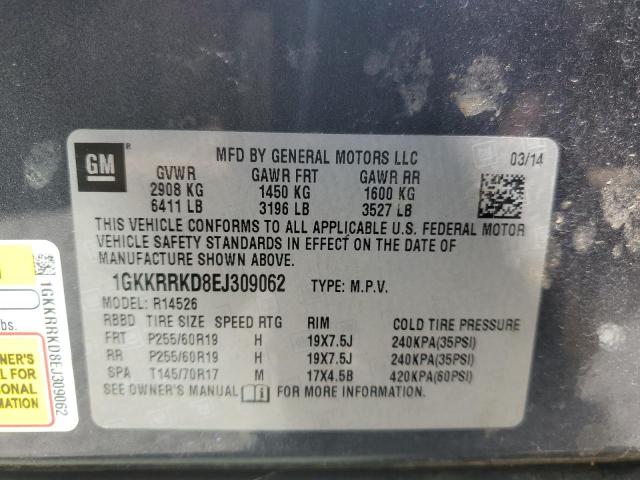 GM
MFD BY GENERAL MOTORS LLC 03/14
GVWR GAWR FRT GAWR RR
2908 KG 1450 KG 1600 KG
6411 LB 3196 LB 3527 LB
THIS VEHICLE CONFORMS TO ALL APPLICABLE U.S. FEDERAL MOTOR
VEHICLE SAFETY STANDARDS IN EFFECT ON THE DATE OF
MANUFACTURE SHOWN ABOVE.
1GKKRRKD8EJ309062 TYPE: M.P.V.
MODEL: R14526
RBBD TIRE SIZE SPEED RTG RIM COLD TIRE PRESSURE
FRT P255/60R19 H 19X7.5J 240KPA(35PSI)
RR P255/60R19 H 19X7.5J 240KPA(35PSI)
SPA T145/70R17 M 17X4.5B 420KPA(60PSI)
SEE OWNER'S MANUAL FOR MORE INFORMATION.
1GKKRRKD8EJ309062
bs.
NER'S
L FOR
ONAL
MATION